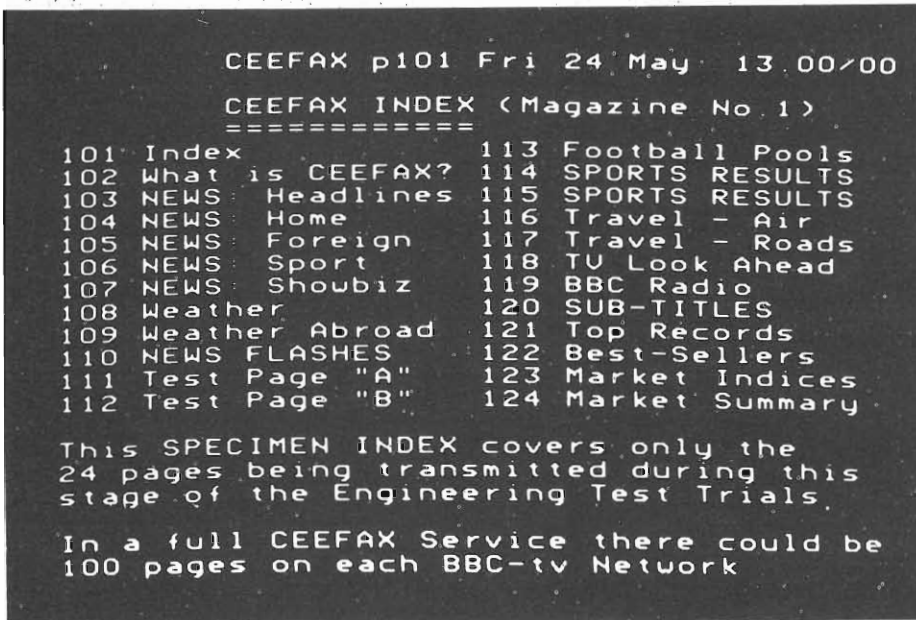 CEEFAX p101 Fri 24 May 13.00/00
CEEFAX INDEX (Magazine No.1)
============
101 Index 113 Football Pools
102 What is CEEFAX? 114 SPORTS RESULTS
103 NEWS: Headlines 115 SPORTS RESULTS
104 NEWS: Home 116 Travel - Air
105 NEWS: Foreign 117 Travel - Roads
106 NEWS: Sport 118 TV Look Ahead
107 NEWS: Showbiz 119 BBC Radio
108 Weather 120 SUB-TITLES
109 Weather Abroad 121 Top Records
110 NEWS FLASHES 122 Best-Sellers
111 Test Page "A" 123 Market Indices
112 Test Page "B" 124 Market Summary
This SPECIMEN INDEX covers only the
24 pages being transmitted during this
stage of the Engineering Test Trials.
In a full CEEFAX Service there could be
100 pages on each BBC-tv Network